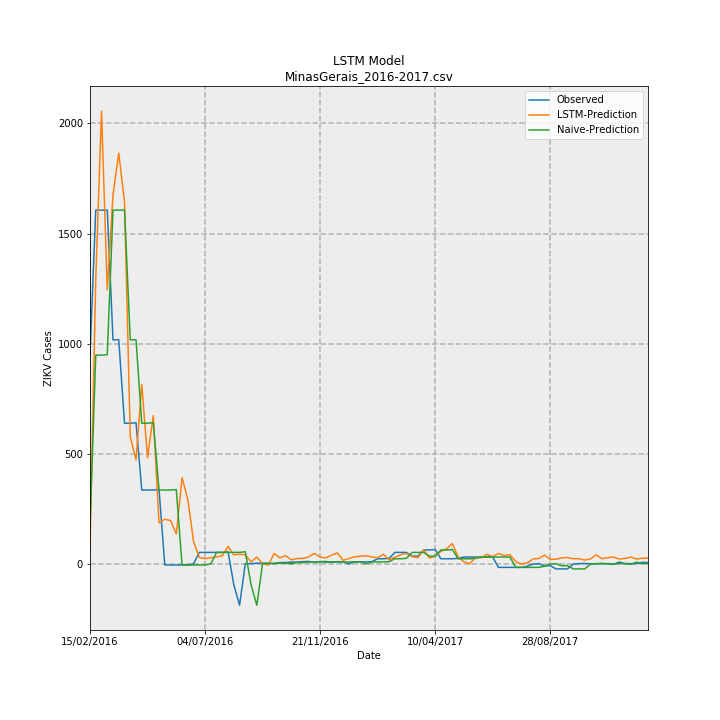 LSTM Model
MinasGerais_2016-2017.csv
Observed
LSTM-Prediction
Naive-Prediction
ZIKV Cases
2000
1500
1000
500
0
15/02/2016
04/07/2016
21/11/2016
10/04/2017
28/08/2017
Date